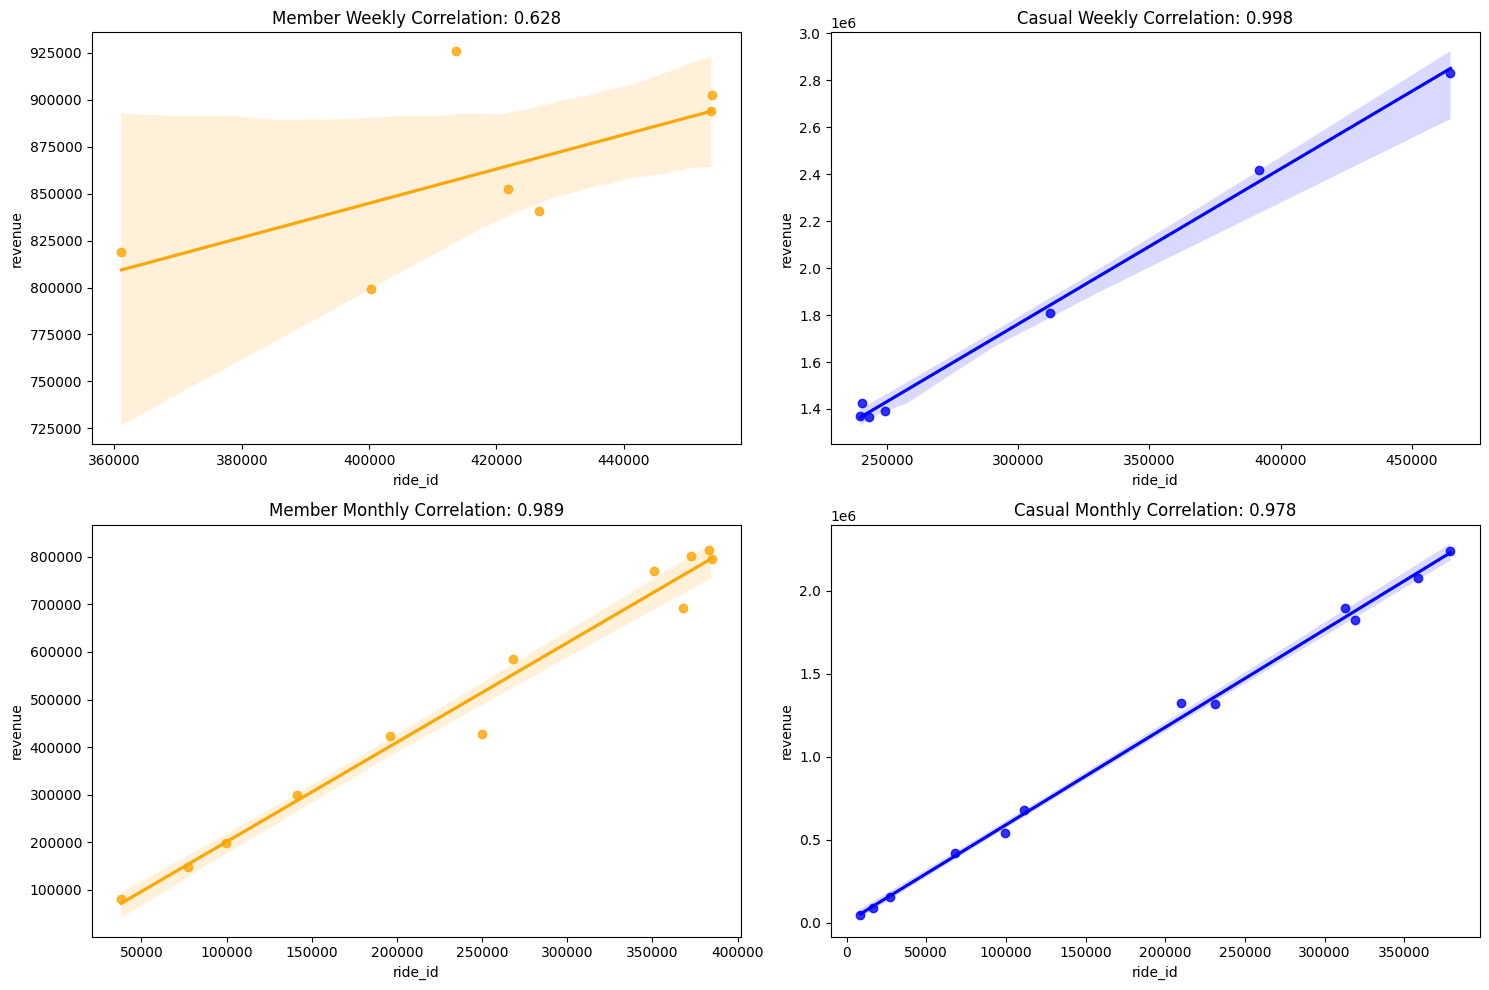 Member Weekly Correlation: 0.628
925000
900000
875000
850000
825000
800000
775000
750000
725000
revenue
360000 380000 400000 420000 440000
ride_id
Casual Weekly Correlation: 0.998
1e6
3.0
2.8
2.6
2.4
2.2
2.0
1.8
1.6
1.4
revenue
250000 300000 350000 400000 450000
ride_id
Member Monthly Correlation: 0.989
800000
700000
600000
500000
400000
300000
200000
100000
revenue
50000 100000 150000 200000 250000 300000 350000 400000
ride_id
Casual Monthly Correlation: 0.978
1e6
2.0
1.5
1.0
0.5
0.0
revenue
0 50000 100000 150000 200000 250000 300000 350000
ride_id